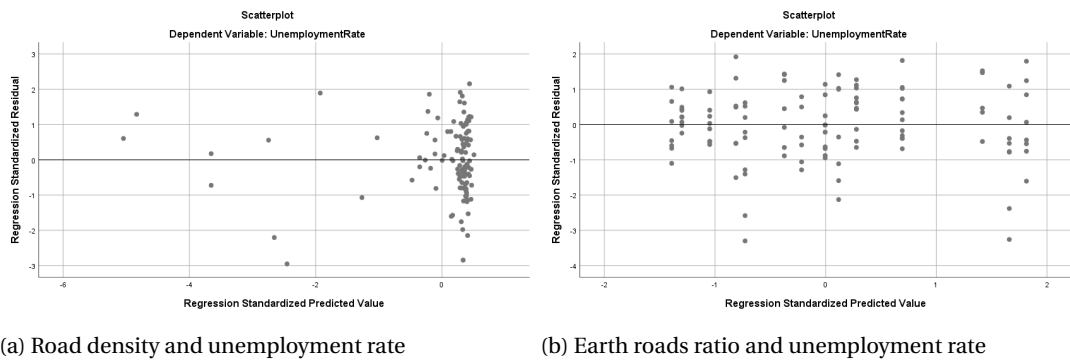 Scatterplot
Dependent Variable: UnemploymentRate
Regression Standardized Residual
3
2
1
0
-1
-2
-3
-6
-4
-2
0
Regression Standardized Predicted Value
(a) Road density and unemployment rate
Scatterplot
Dependent Variable: UnemploymentRate
Regression Standardized Residual
2
1
0
-1
-2
-3
-4
-2
-1
0
1
2
Regression Standardized Predicted Value
(b) Earth roads ratio and unemployment rate